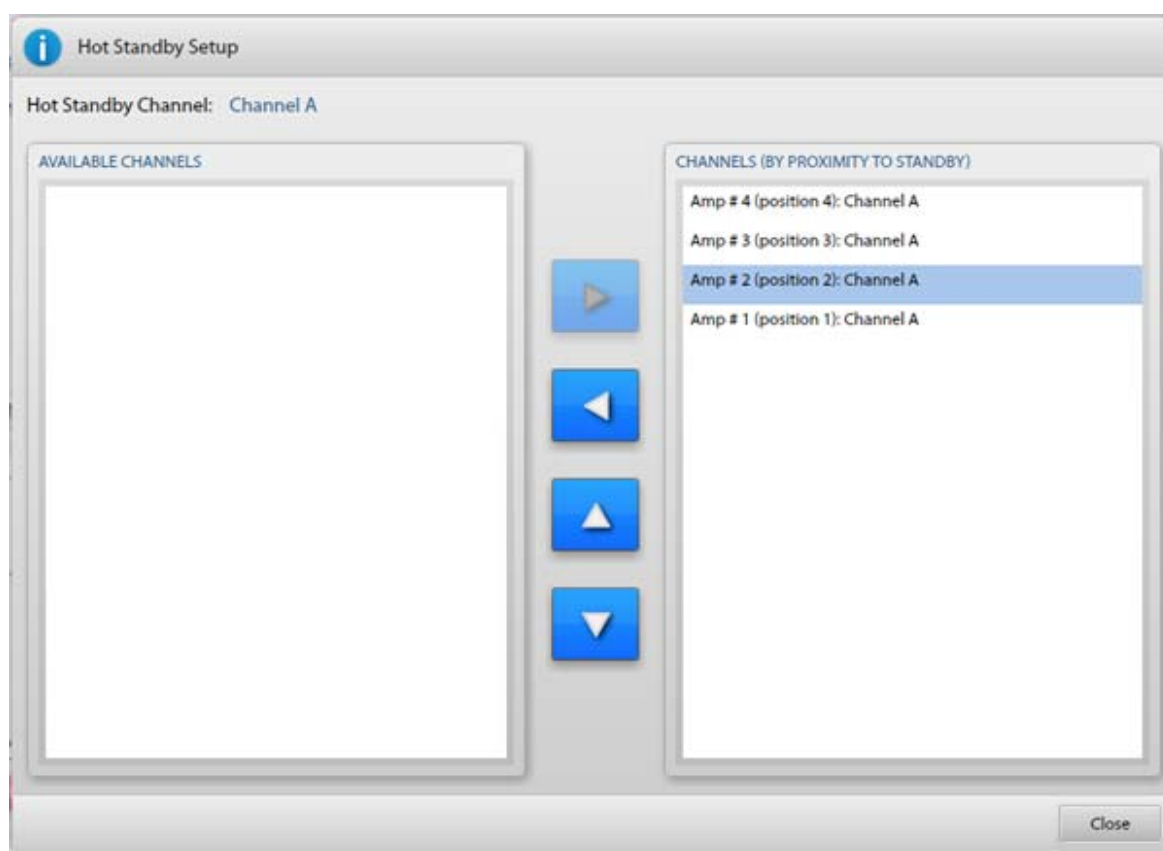 Hot Standby Setup
Hot Standby Channel: Channel A
AVAILABLE CHANNELS
CHANNELS (BY PROXIMITY TO STANDBY)
Amp # 4 (position 4): Channel A
Amp # 3 (position 3): Channel A
Amp # 2 (position 2): Channel A
Amp # 1 (position 1): Channel A
Close